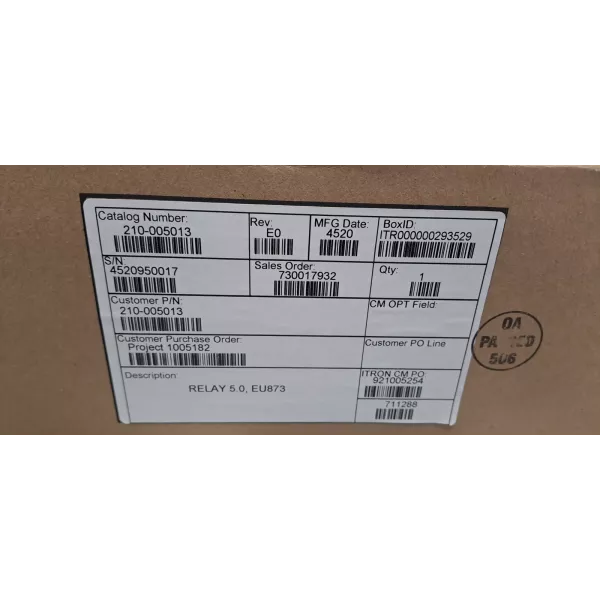 Catalog Number:
210-005013
Rev:
E0
MFG Date:
4520
BoxID:
ITR000000293529
S/N
4520950017
Sales Order:
730017932
Qty:
1
Customer P/N:
210-005013
CM OPT Field:
Customer Purchase Order:
Project 1005182
Customer PO Line
Description:
RELAY 5.0, EU873
ITRON CM PO
921005254
711288
506